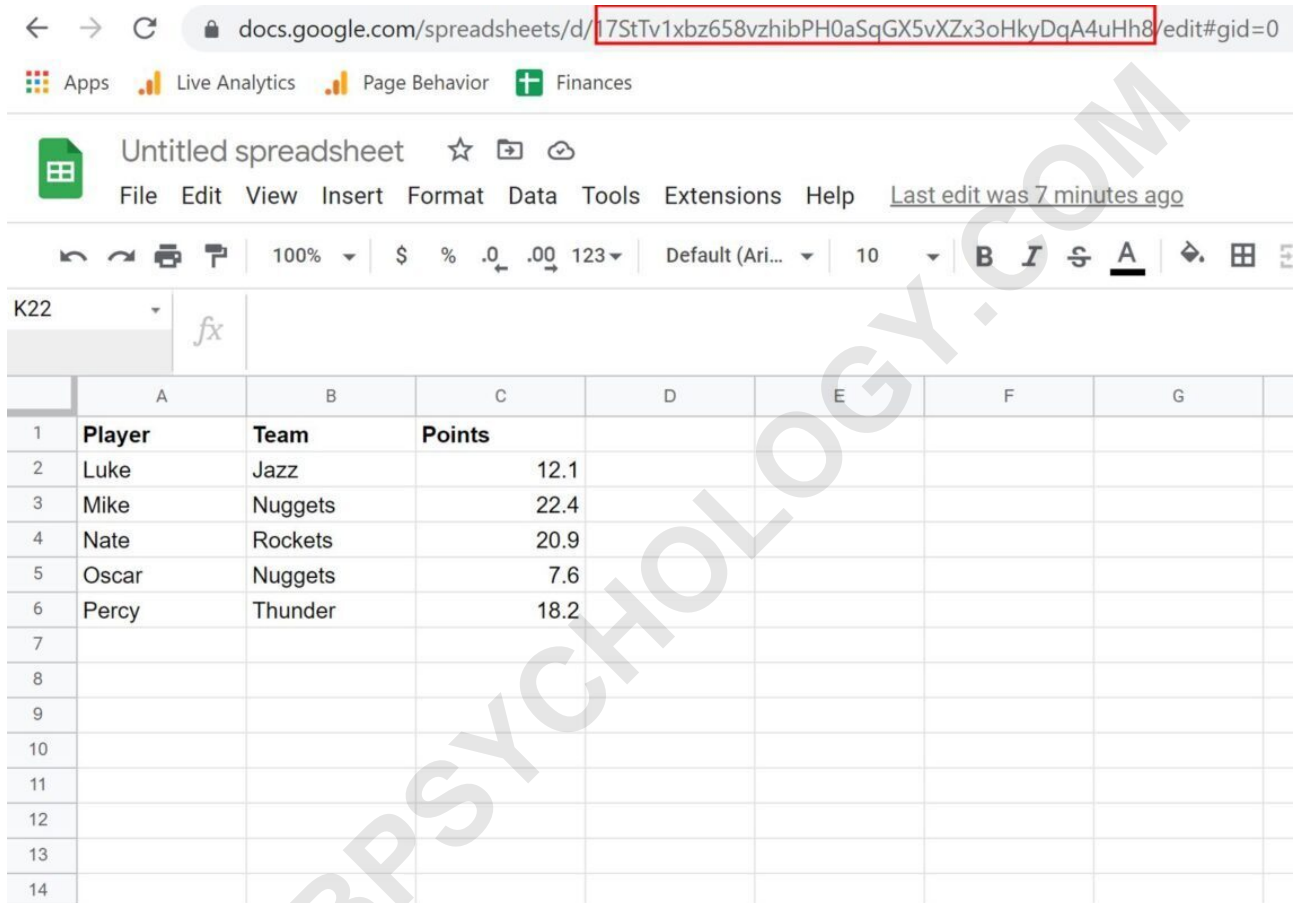 docs.google.com/spreadsheets/d/17StTv1xbz658vzhibPH0aSqGX5vXZx3oHkyDqA4uHh8/edit#gid=0
Apps Live Analytics Page Behavior Finances
Untitled spreadsheet
File Edit View Insert Format Data Tools Extensions Help Last edit was 7 minutes ago
100% $ % .0 .00 123 Default (Ari... 10 B I S A
K22 fx
A B C D E F G
1 Player Team Points
2 Luke Jazz 12.1
3 Mike Nuggets 22.4
4 Nate Rockets 20.9
5 Oscar Nuggets 7.6
6 Percy Thunder 18.2
7
8
9
10
11
12
13
14
BPSYCHOLOGY.COM